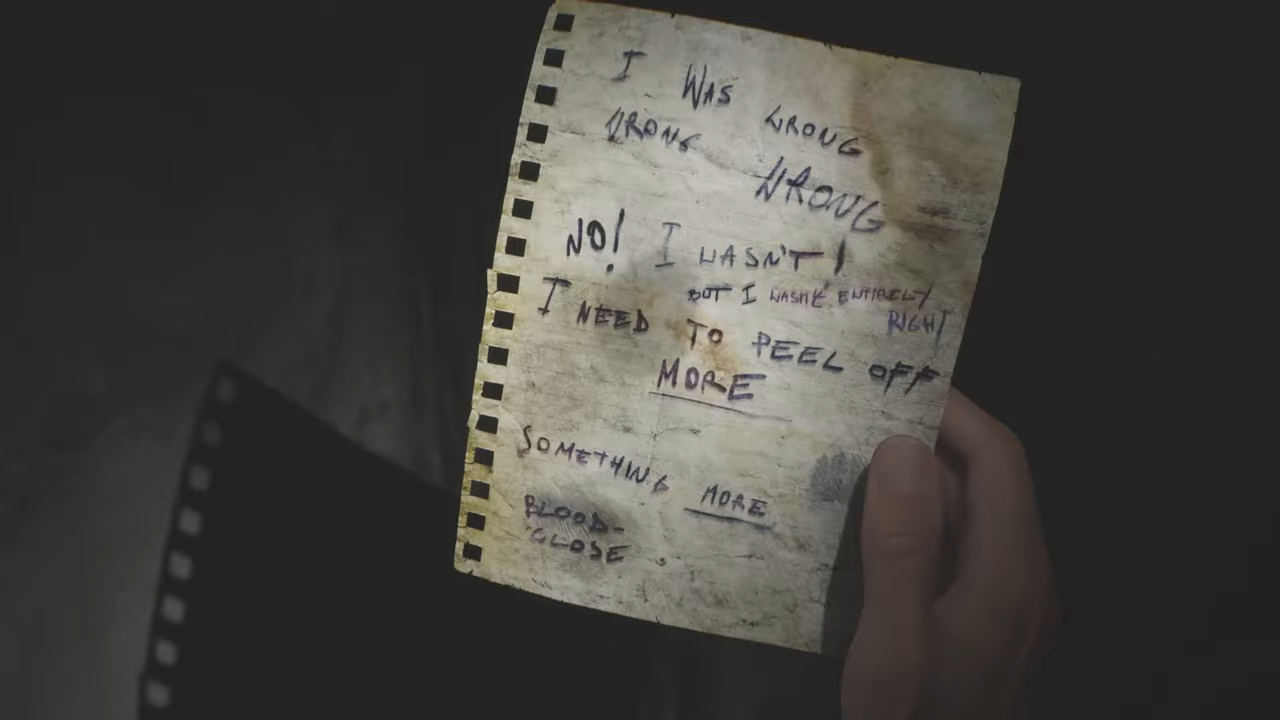 I WAS WRONG
WRONG
WRONG
NO! I WASN'T!
BUT I WASN'T ENTIRELY
RIGHT
I NEED TO PEEL OFF
MORE
SOMETHING MORE
BLOOD-
CLOSE